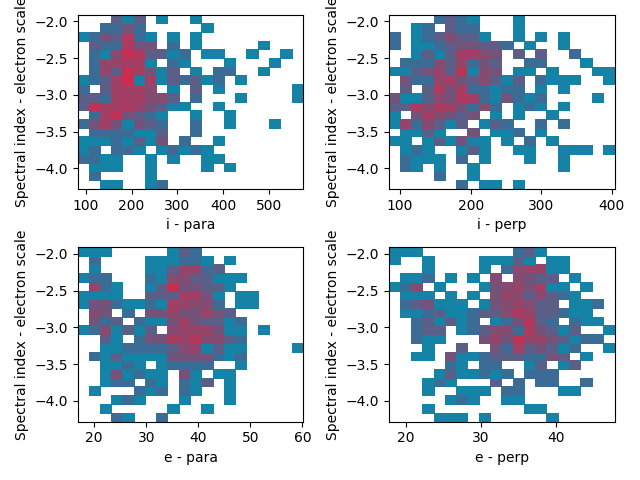 Spectral index - electron scale
−2.0
−2.5
−3.0
−3.5
−4.0
100 200 300 400 500
i - para
Spectral index - electron scale
−2.0
−2.5
−3.0
−3.5
−4.0
100 200 300 400
i - perp
Spectral index - electron scale
−2.0
−2.5
−3.0
−3.5
−4.0
20 30 40 50 60
e - para
Spectral index - electron scale
−2.0
−2.5
−3.0
−3.5
−4.0
20 30 40
e - perp